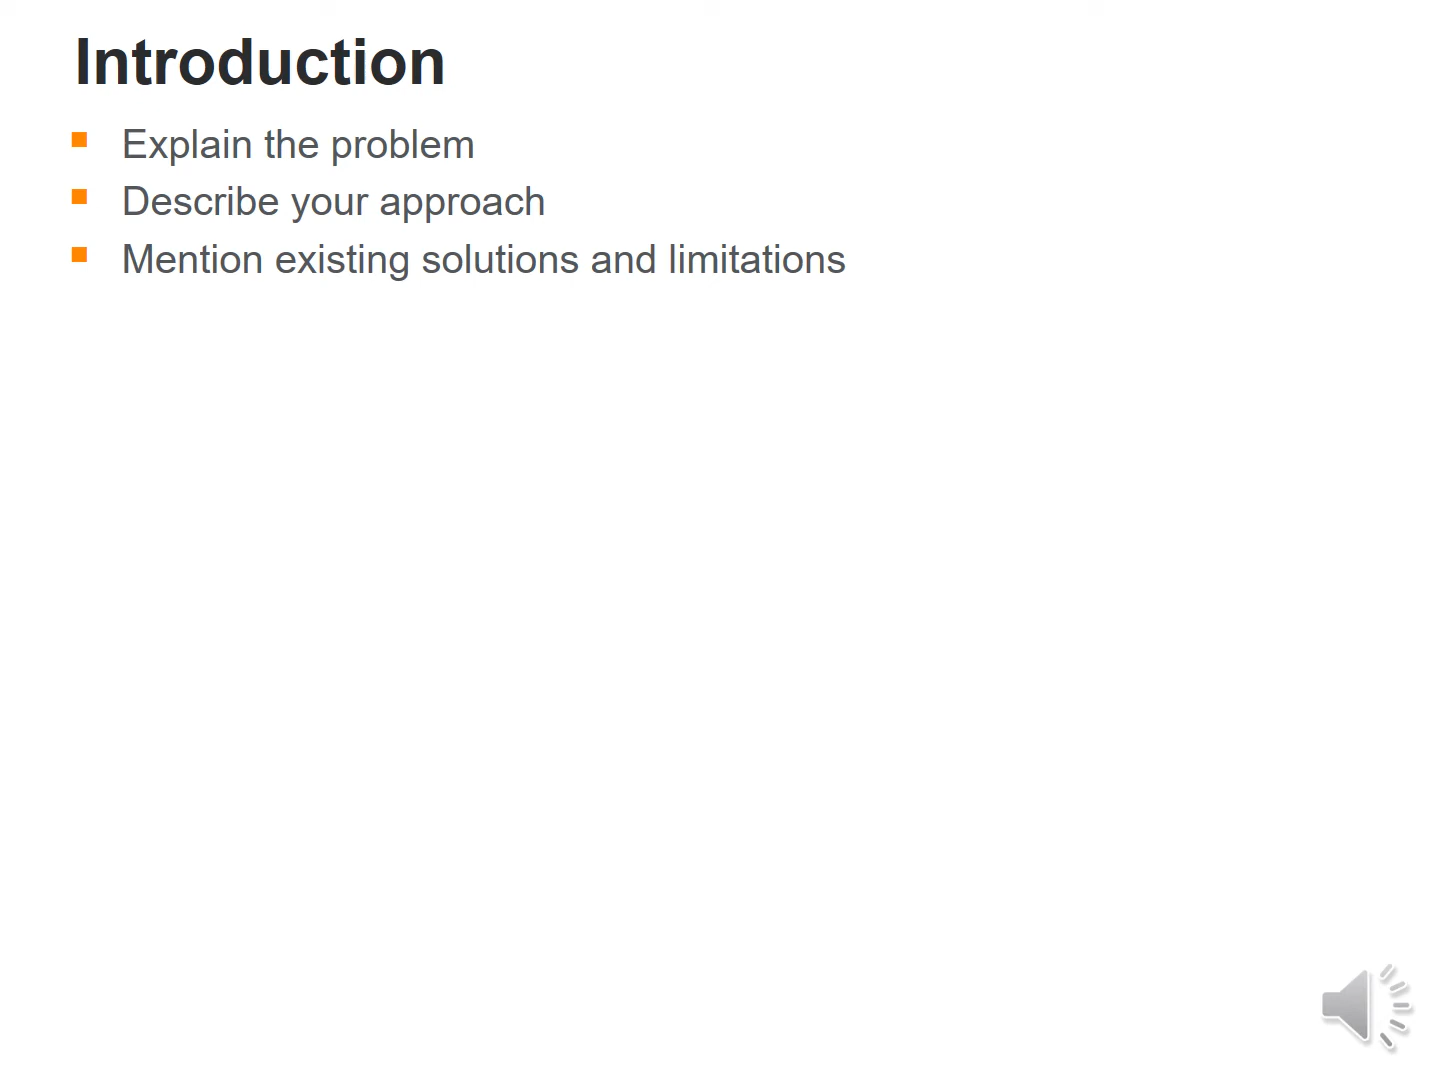 Introduction
Explain the problem
Describe your approach
Mention existing solutions and limitations